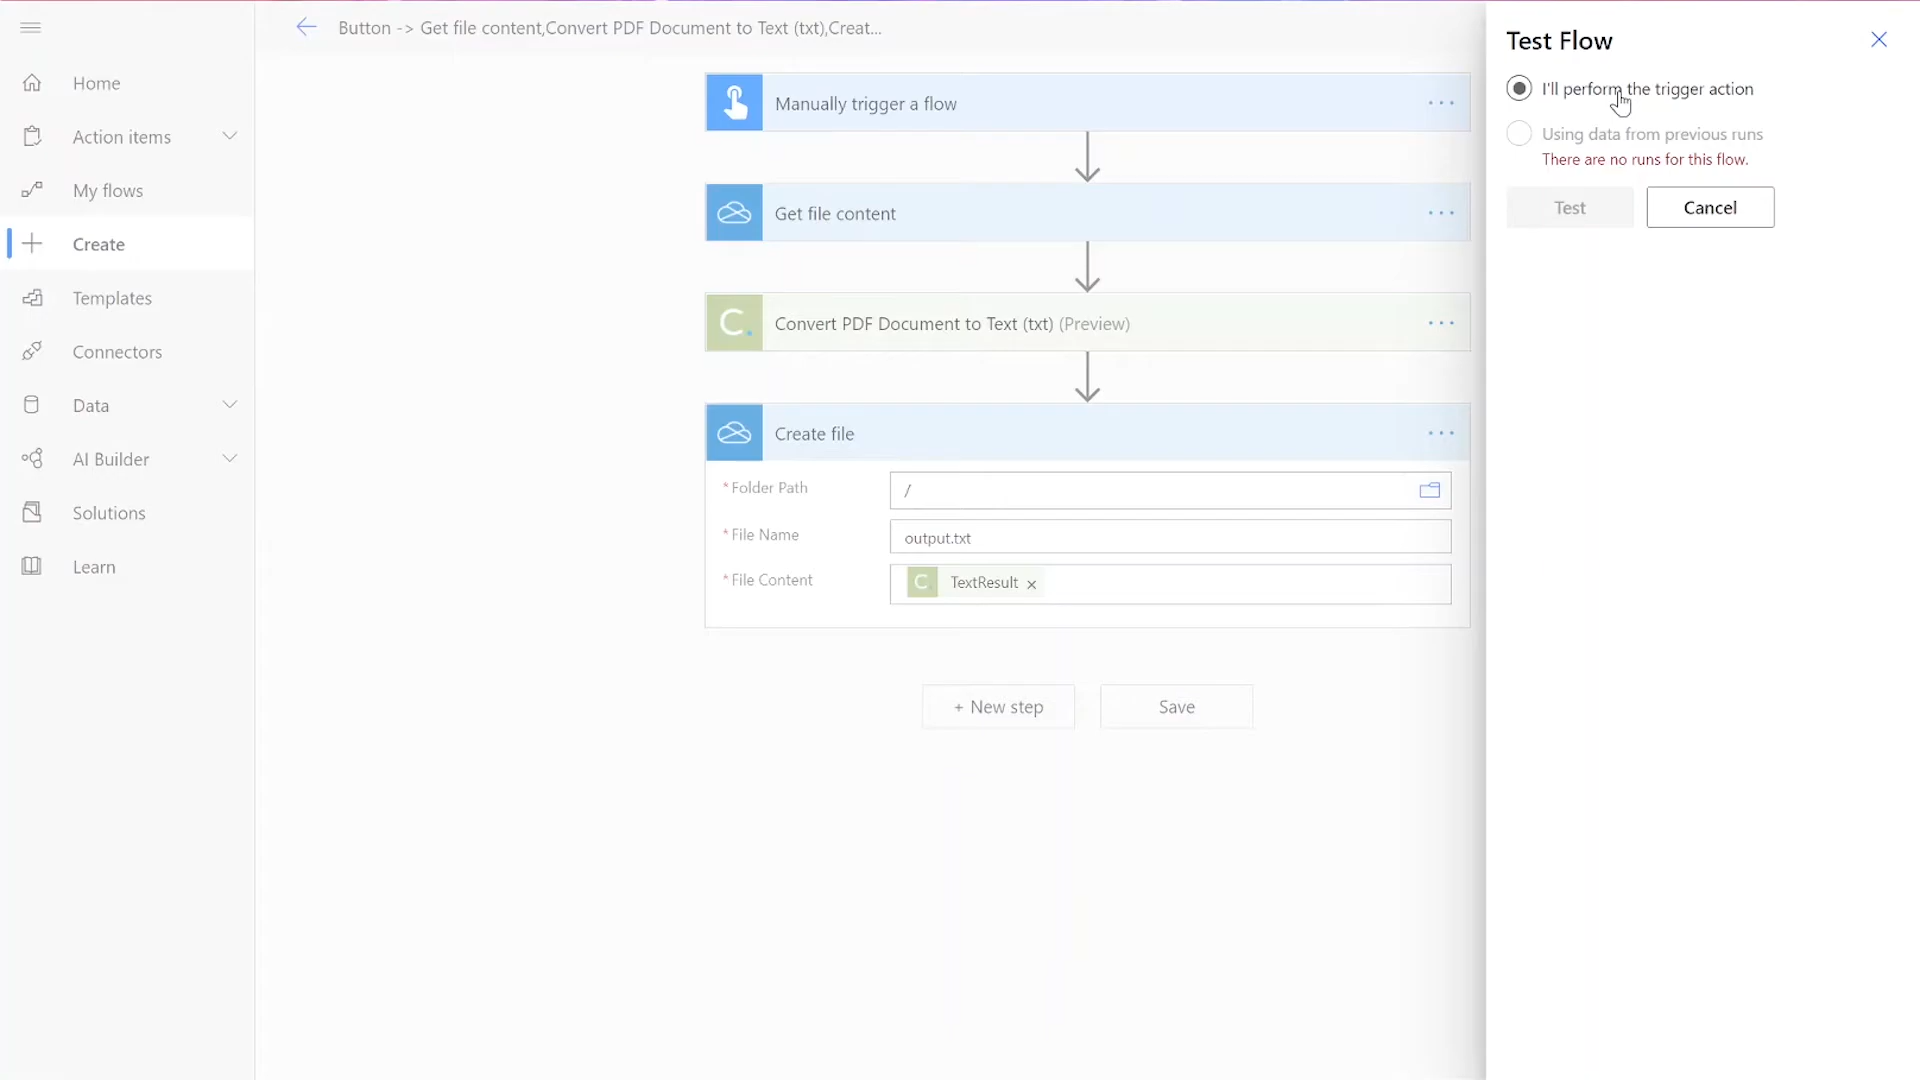 Button -> Get file content,Convert PDF Document to Text (txt),Creat...
Home
Action items
My flows
Create
Templates
Connectors
Data
AI Builder
Solutions
Learn
Manually trigger a flow
Get file content
C.
Convert PDF Document to Text (txt) (Preview)
Create file
* Folder Path
/
* File Name
output.txt
* File Content
C
TextResult ×
+ New step
Save
Test Flow
I'll perform the trigger action
Using data from previous runs
There are no runs for this flow.
Test
Cancel